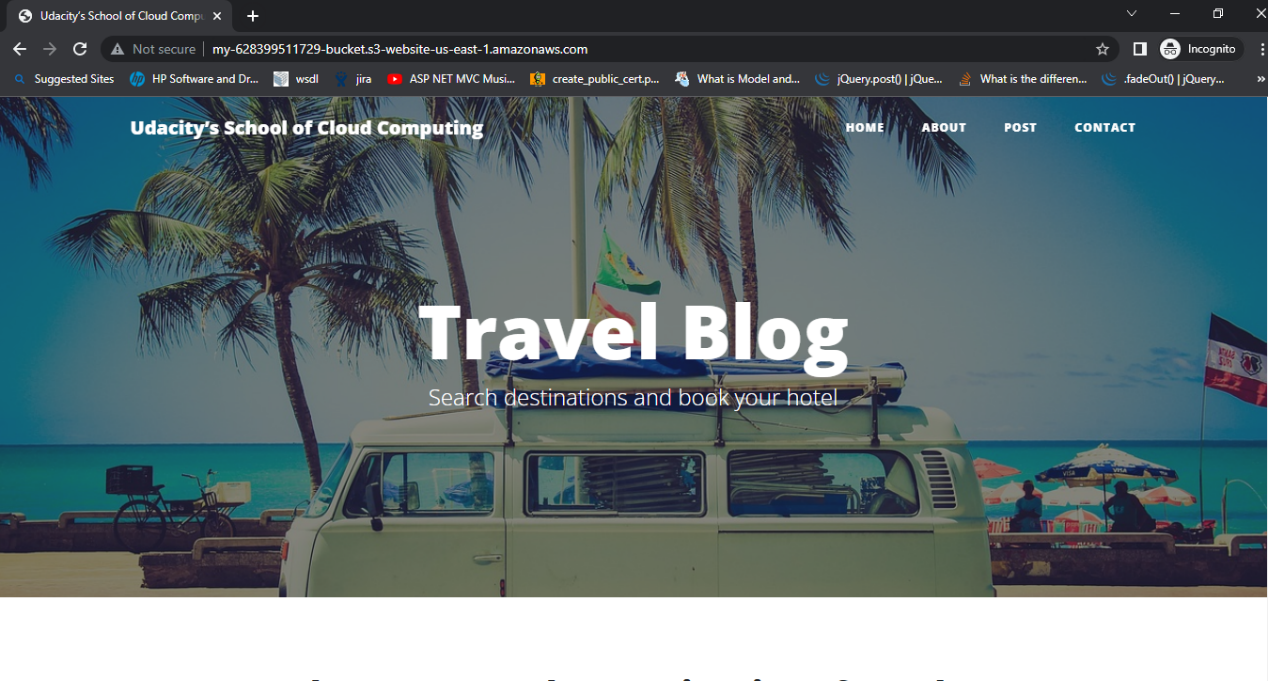 Udacity's School of Cloud Compu
Not secure
my-628399511729-bucket.s3-website-us-east-1.amazonaws.com
Incognito
Suggested Sites
HP Software and Dr...
wsdl
jira
ASP NET MVC Musi...
create_public_cert.p...
What is Model and...
jQuery.post() | jQue...
What is the differen...
.fadeOut() | jQuery...
»
Udacity's School of Cloud Computing
HOME
ABOUT
POST
CONTACT
Travel Blog
Search destinations and book your hotel